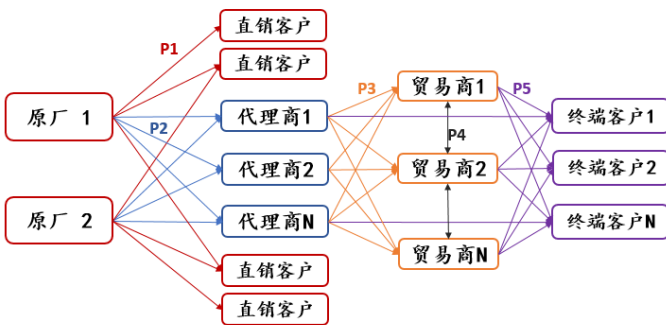 直销客户
P1
直销客户
P3
贸易商1
P5
原厂 1
代理商1
终端客户1
P2
P4
代理商2
贸易商2
终端客户2
原厂 2
代理商N
终端客户N
贸易商N
直销客户
直销客户